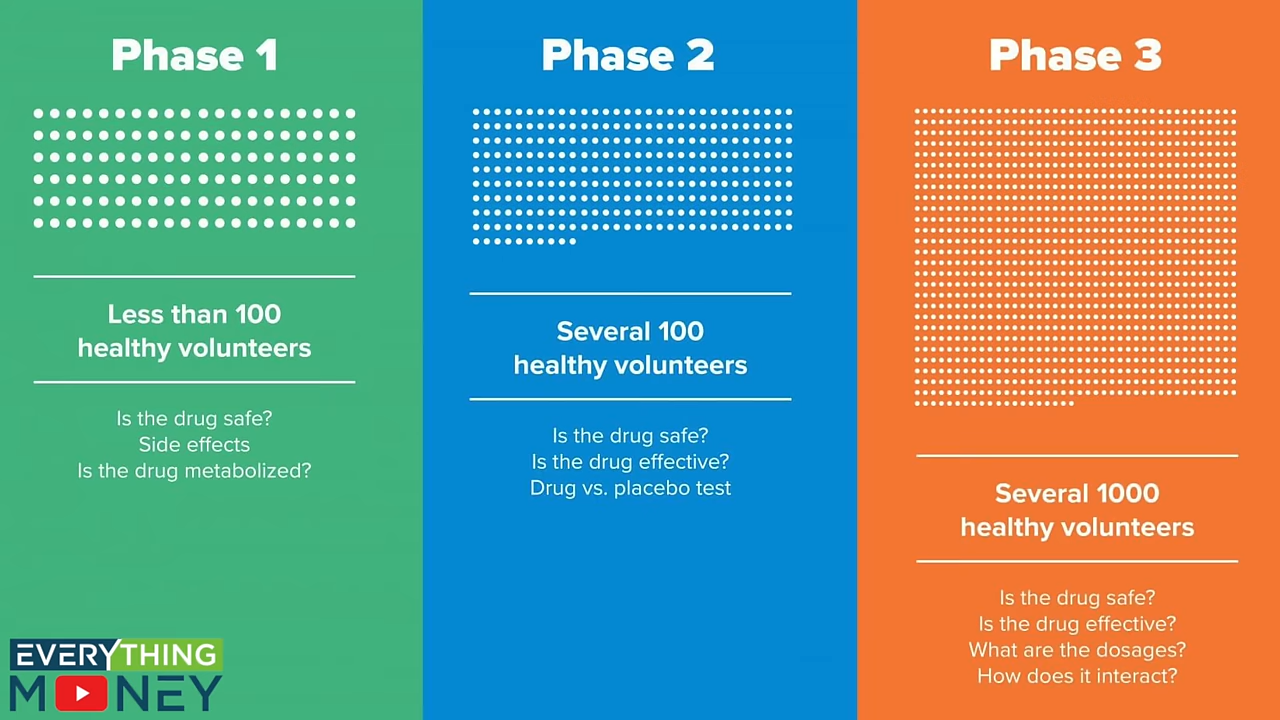 Phase 1
Less than 100
healthy volunteers
Is the drug safe?
Side effects
Is the drug metabolized?
Phase 2
Several 100
healthy volunteers
Is the drug safe?
Is the drug effective?
Drug vs. placebo test
Phase 3
Several 1000
healthy volunteers
Is the drug safe?
Is the drug effective?
What are the dosages?
How does it interact?
EVERYTHING
MONEY